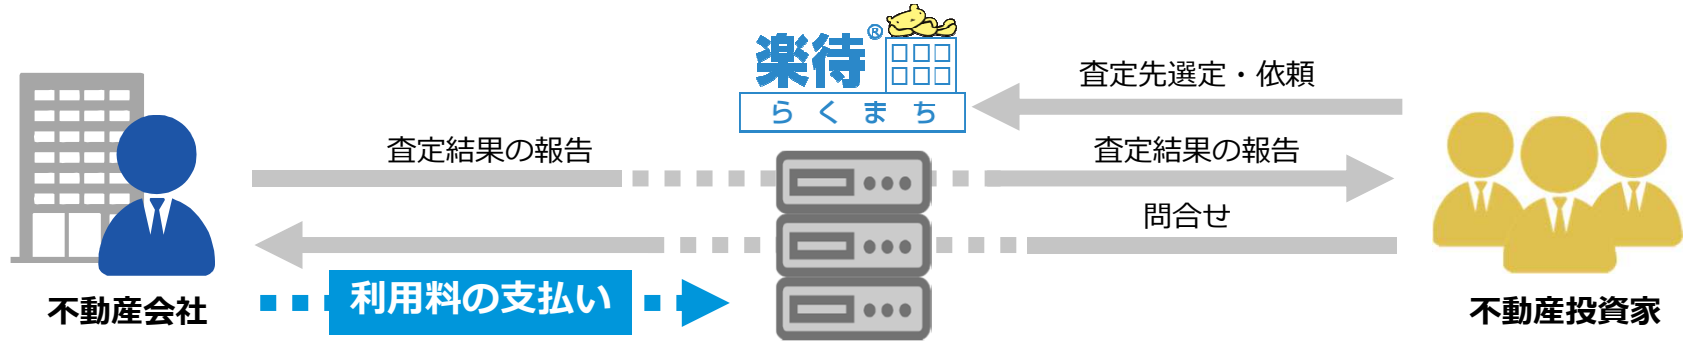 楽待®
らくまち
査定先選定・依頼
査定結果の報告
査定結果の報告
問合せ
利用料の支払い
不動産会社
不動産投資家